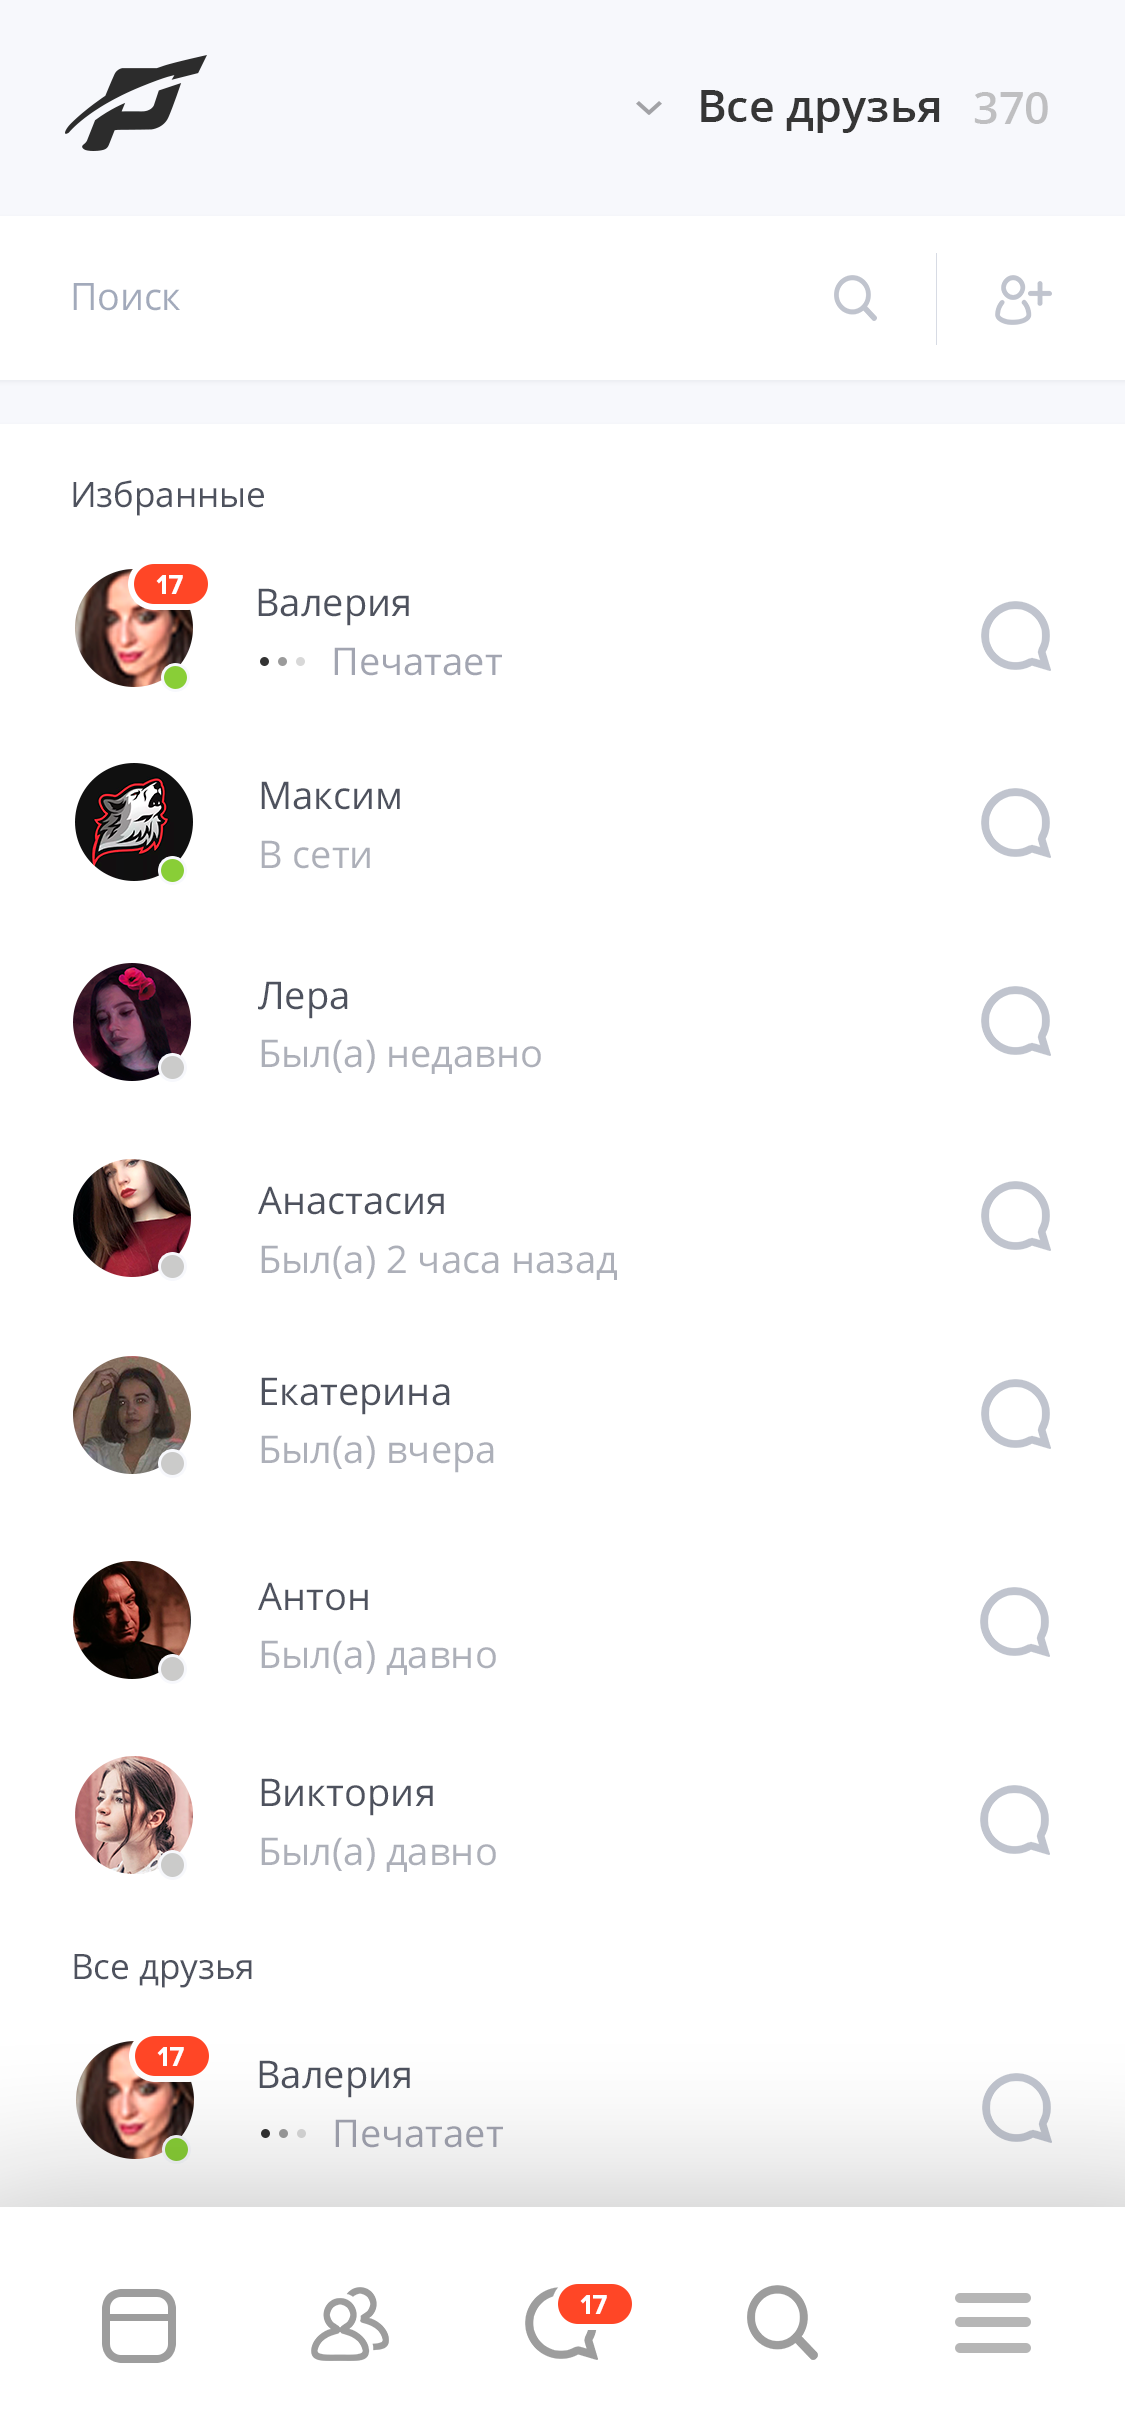 Все друзья 370
Поиск
Избранные
17
Валерия
Печатает
Максим
В сети
Лера
Был(а) недавно
Анастасия
Был(а) 2 часа назад
Екатерина
Был(а) вчера
Антон
Был(а) давно
Виктория
Был(а) давно
Все друзья
17
Валерия
Печатает
17